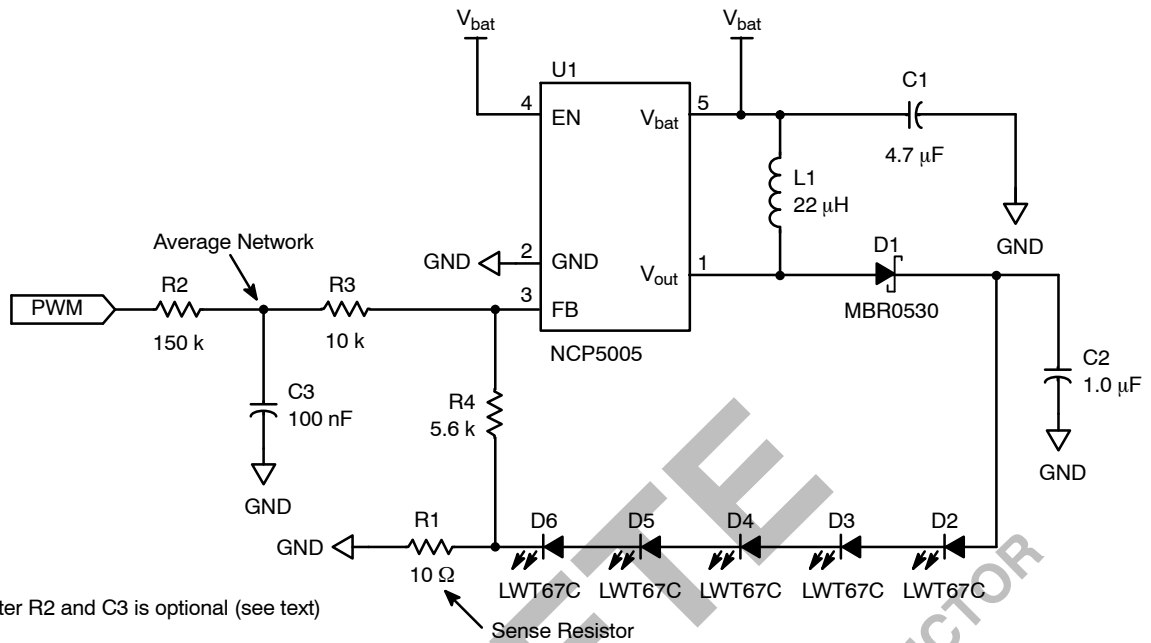 Vbat
Vbat
U1
C1
4
EN
Vbat
5
4.7 µF
L1
22 µH
GND
Average Network
GND
2
GND
Vout
1
D1
MBR0530
PWM
R2
150 k
R3
10 k
3
FB
NCP5005
C2
1.0 µF
GND
C3
100 nF
GND
R4
5.6 k
GND
R1
10 Ω
D6
D5
D4
D3
D2
LWT67C
LWT67C
LWT67C
LWT67C
LWT67C
ter R2 and C3 is optional (see text)
Sense Resistor
ETE
CTOR